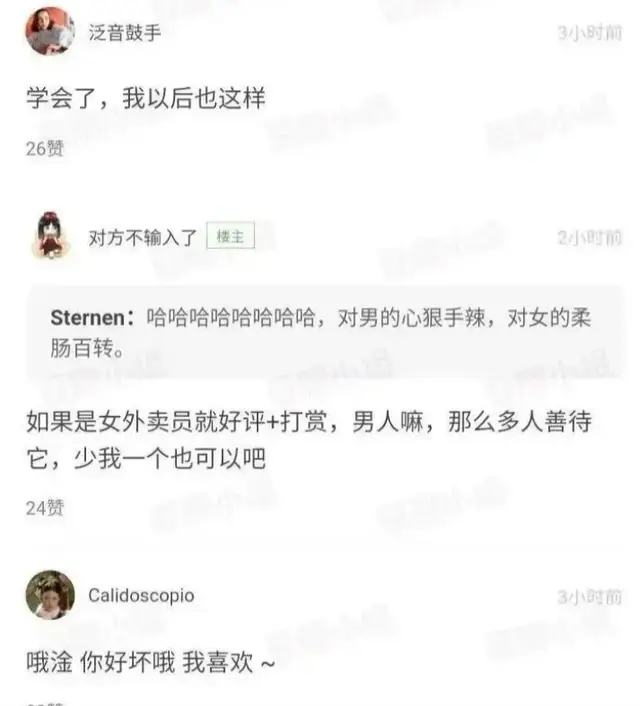 泛音鼓手
3小时前
学会了，我以后也这样
26赞
对方不输入了 楼主
2小时前
Sternen：哈哈哈哈哈哈哈哈，对男的心狠手辣，对女的柔
肠百转。
如果是女外卖员就好评+打赏，男人嘛，那么多人善待
它，少我一个也可以吧
24赞
Calidoscopio
3小时前
哦淦 你好坏哦 我喜欢 ~